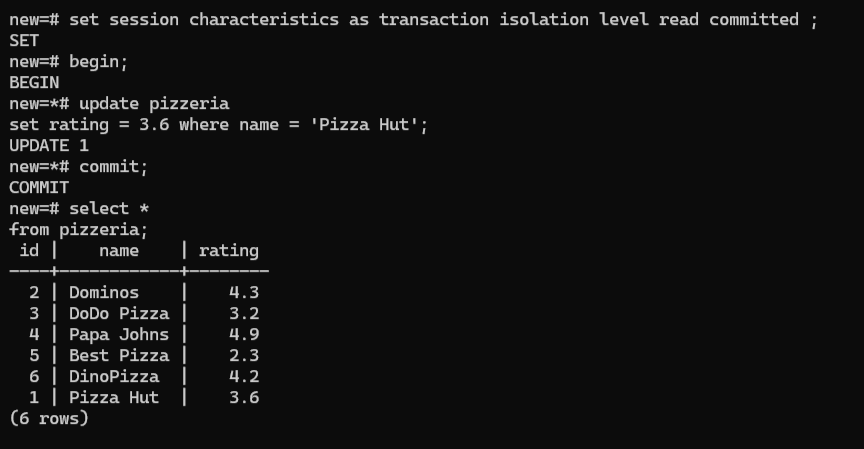 new=# set session characteristics as transaction isolation level read committed ;
SET
new=# begin;
BEGIN
new=*# update pizzeria
set rating = 3.6 where name = 'Pizza Hut';
UPDATE 1
new=*# commit;
COMMIT
new=# select *
from pizzeria;
 id |    name    | rating
----+------------+--------
  2 | Dominos    |    4.3
  3 | DoDo Pizza |    3.2
  4 | Papa Johns |    4.9
  5 | Best Pizza |    2.3
  6 | DinoPizza  |    4.2
  1 | Pizza Hut  |    3.6
(6 rows)